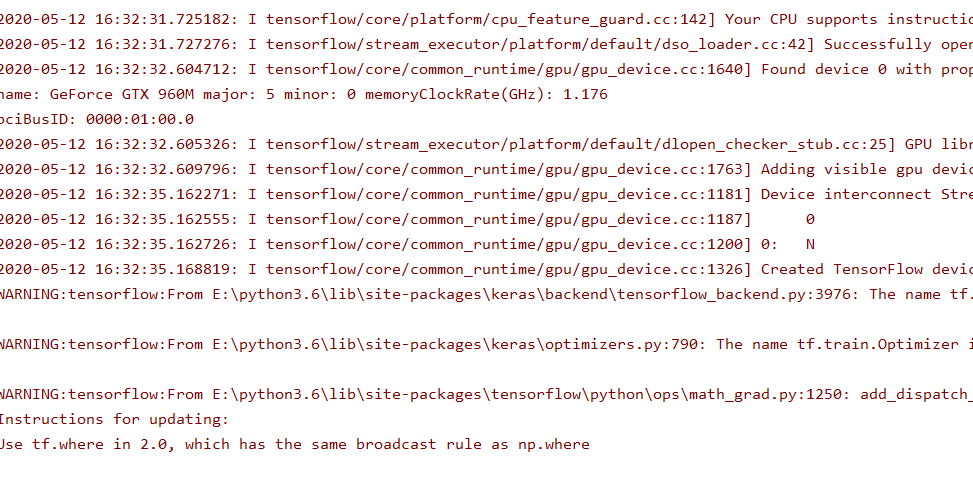 2020-05-12 16:32:31.725182: I tensorflow/core/platform/cpu_feature_guard.cc:142] Your CPU supports instructio
2020-05-12 16:32:31.727276: I tensorflow/stream_executor/platform/default/dso_loader.cc:42] Successfully open
2020-05-12 16:32:32.604712: I tensorflow/core/common_runtime/gpu/gpu_device.cc:1640] Found device 0 with prop
name: GeForce GTX 960M major: 5 minor: 0 memoryClockRate(GHz): 1.176
pciBusID: 0000:01:00.0
2020-05-12 16:32:32.605326: I tensorflow/stream_executor/platform/default/dlopen_checker_stub.cc:25] GPU libr
2020-05-12 16:32:32.609796: I tensorflow/core/common_runtime/gpu/gpu_device.cc:1763] Adding visible gpu devic
2020-05-12 16:32:35.162271: I tensorflow/core/common_runtime/gpu/gpu_device.cc:1181] Device interconnect Stre
2020-05-12 16:32:35.162555: I tensorflow/core/common_runtime/gpu/gpu_device.cc:1187]      0
2020-05-12 16:32:35.162726: I tensorflow/core/common_runtime/gpu/gpu_device.cc:1200] 0:   N
2020-05-12 16:32:35.168819: I tensorflow/core/common_runtime/gpu/gpu_device.cc:1326] Created TensorFlow devic
WARNING:tensorflow:From E:\python3.6\lib\site-packages\keras\backend\tensorflow_backend.py:3976: The name tf.
WARNING:tensorflow:From E:\python3.6\lib\site-packages\keras\optimizers.py:790: The name tf.train.Optimizer i
WARNING:tensorflow:From E:\python3.6\lib\site-packages\tensorflow\python\ops\math_grad.py:1250: add_dispatch_
Instructions for updating:
Use tf.where in 2.0, which has the same broadcast rule as np.where